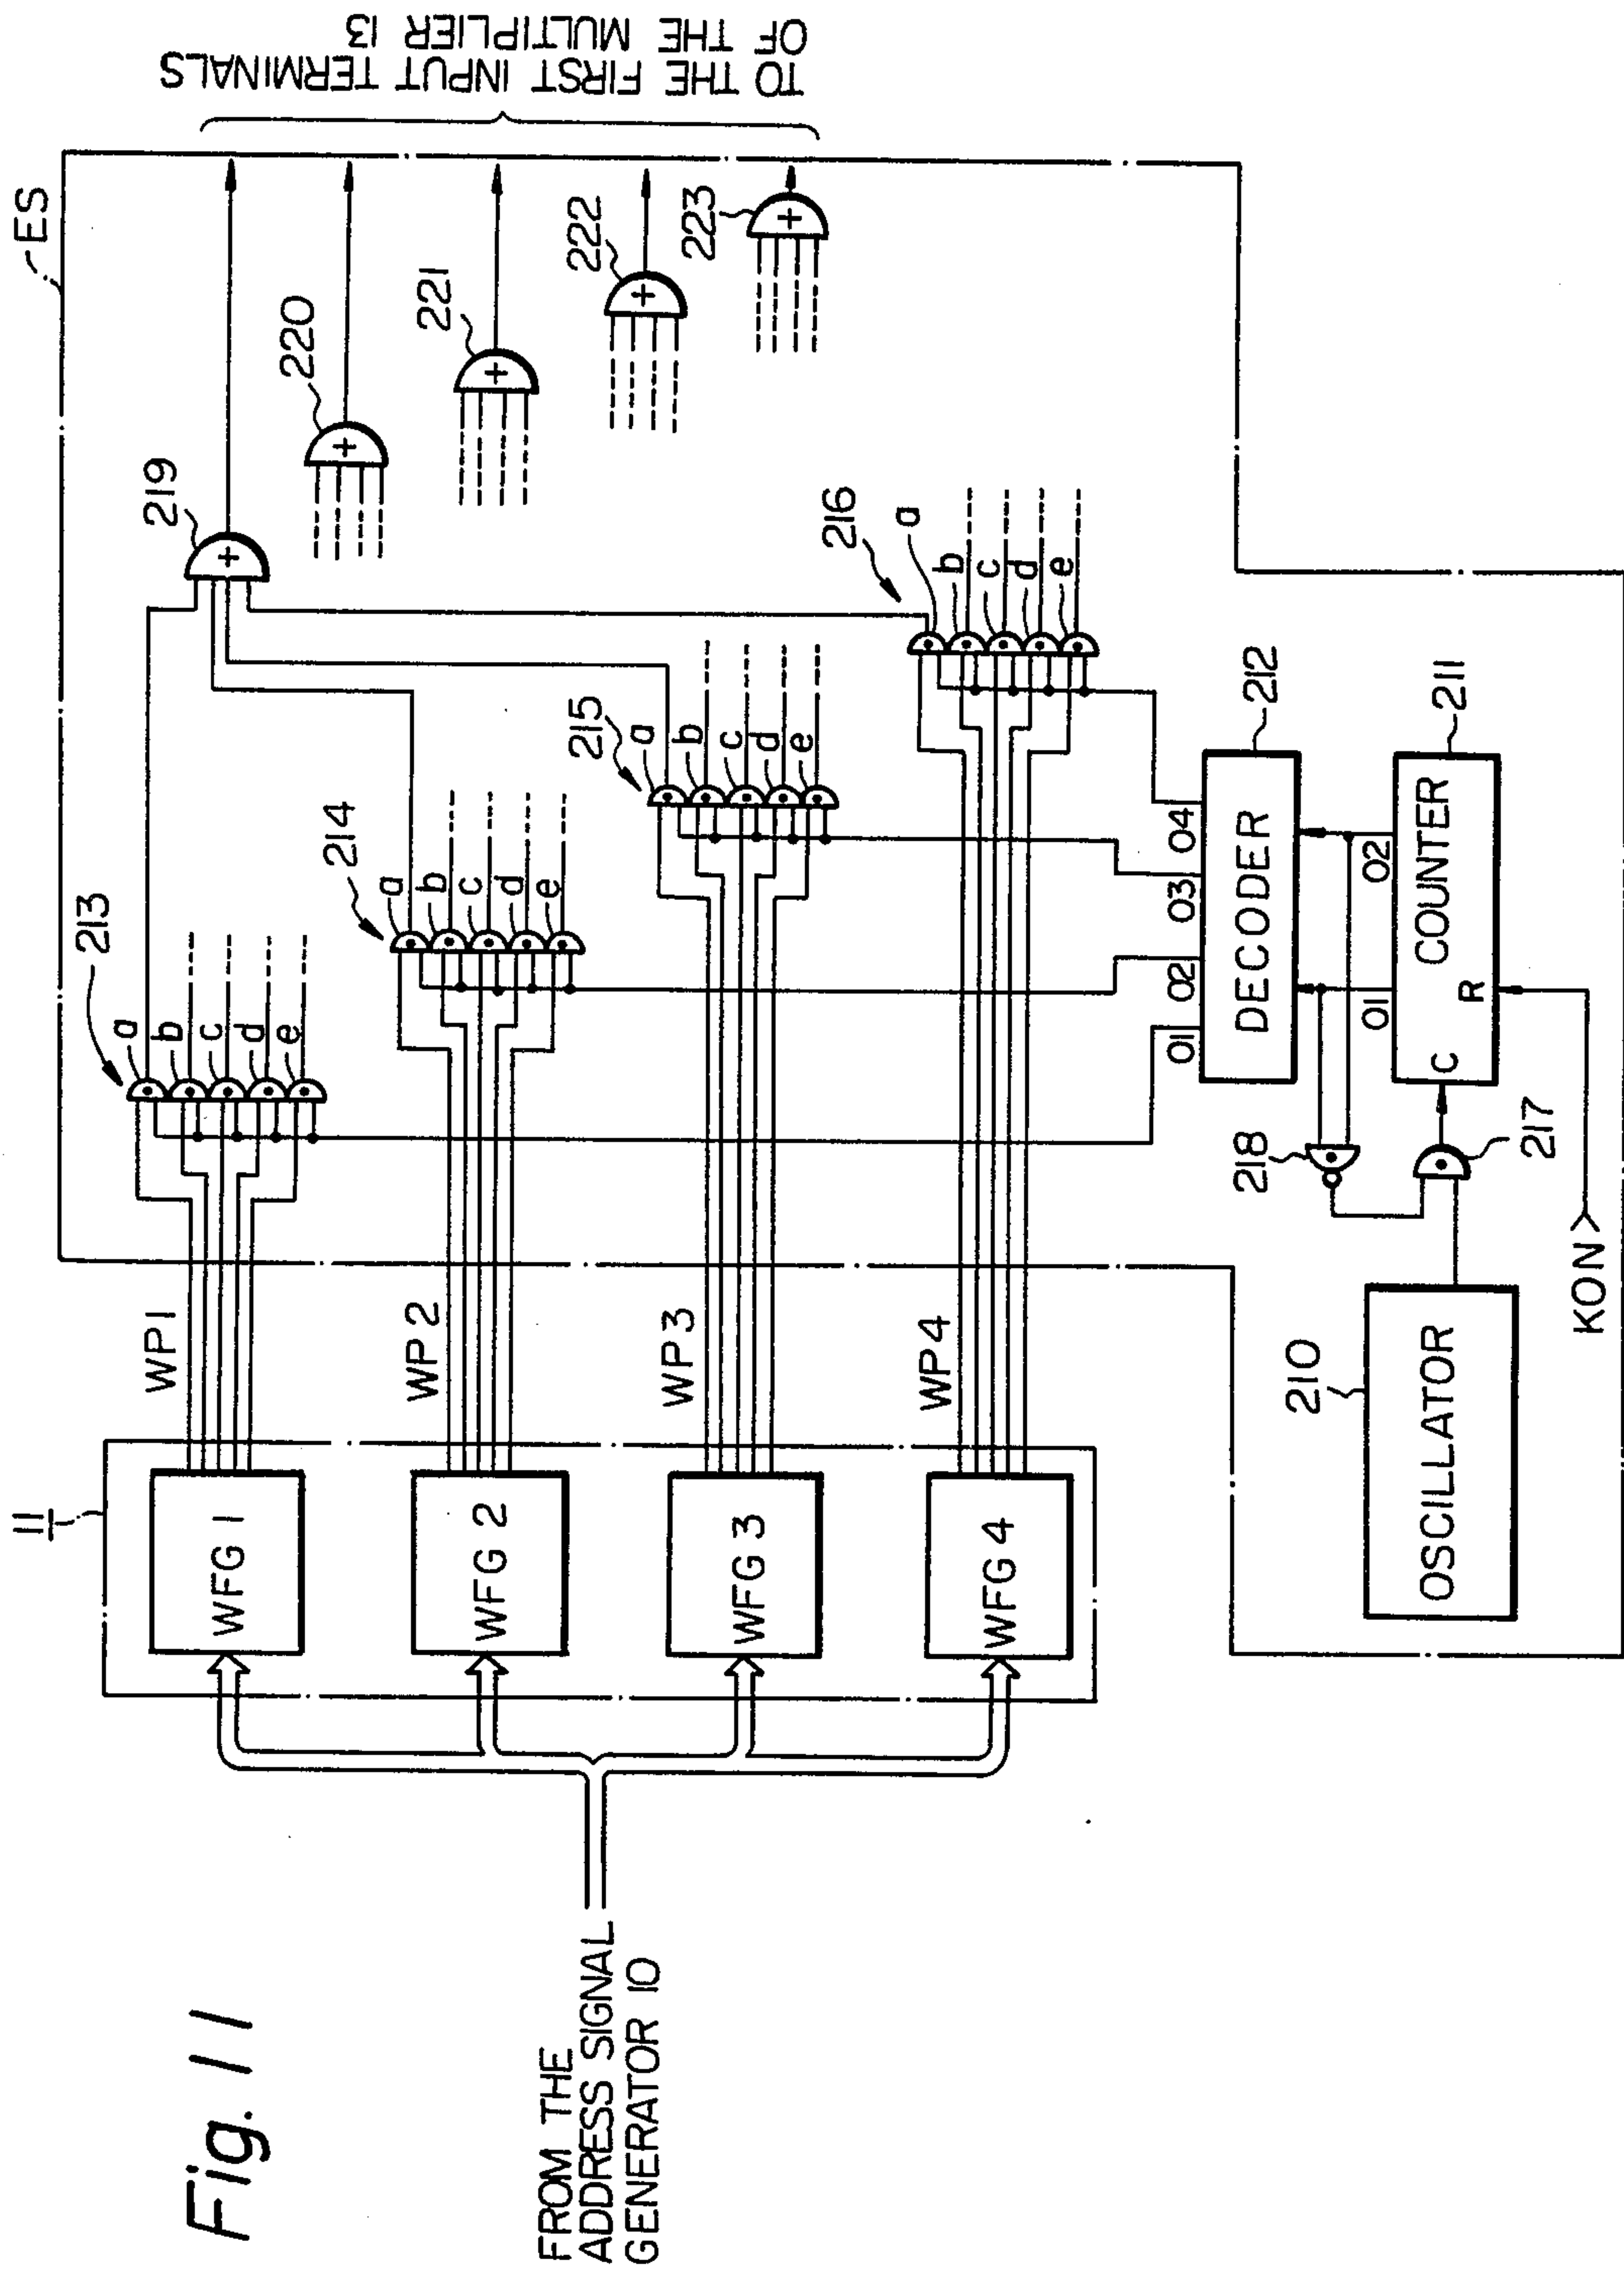 Fig. 11
FROM THE
ADDRESS SIGNAL
GENERATOR 10
11
WFG 1
WFG 2
WFG 3
WFG 4
WP1
WP2
WP3
WP4
ES
213
a
b
c
d
e
214
a
b
c
d
e
215
a
b
c
d
e
216
a
b
c
d
e
219
+
220
+
221
+
222
+
223
+
TO THE FIRST INPUT TERMINALS
OF THE MULTIPLIER 13
OSCILLATOR
210
KON
218
217
DECODER
212
O1
O2
O3
O4
COUNTER
211
O1
O2
C
R